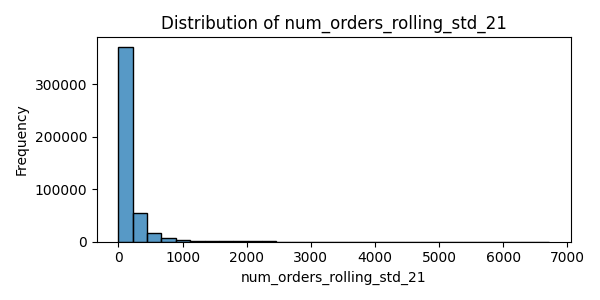 Distribution of num_orders_rolling_std_21
Frequency
300000
200000
100000
0
0 1000 2000 3000 4000 5000 6000 7000
num_orders_rolling_std_21